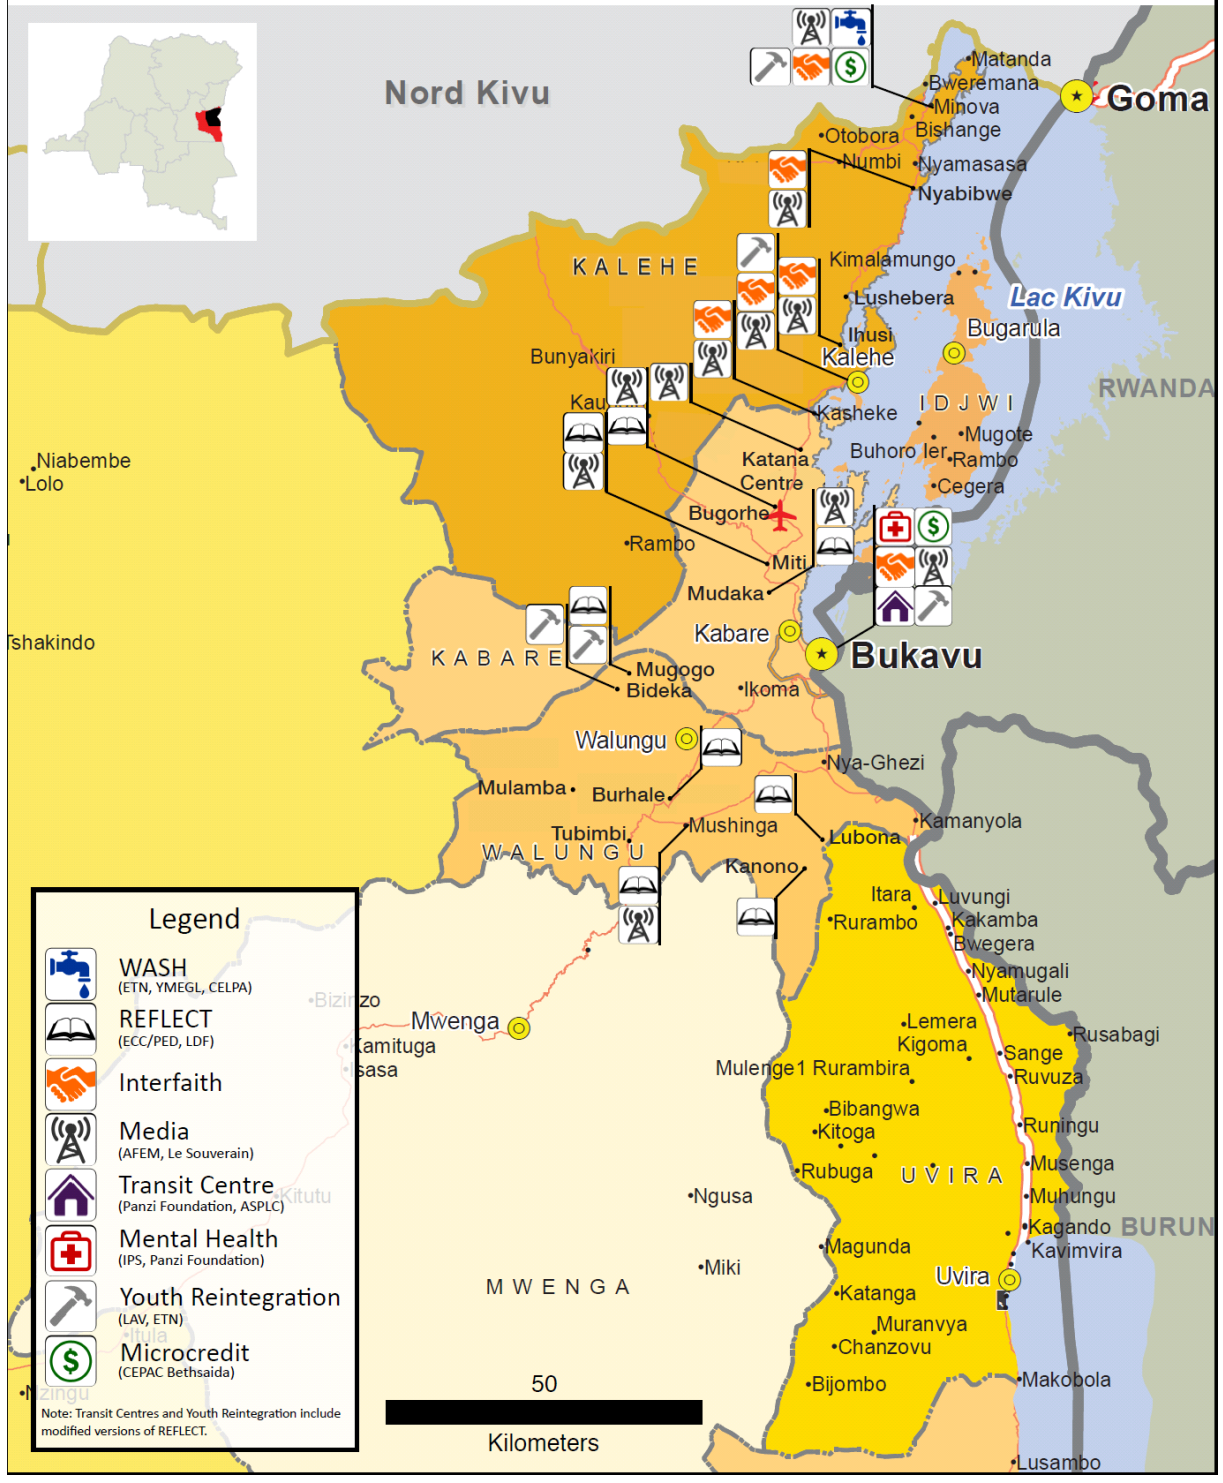 Nord Kivu
Matanda
Bweremana
Minova
Goma
Bishange
Otobora
Numbi
Nyamasasa
Nyabibwe
KALEHE
Kimalamungo
Lushebera
Lac Kivu
Ihusi
Bugarula
Kalehe
Bunyakiri
RWANDA
Kau
Kasheke
IDJWI
Mugote
Buhoro
Ier
Rambo
Katana
Centre
Niabembe
Lolo
Cegera
Bugorhe
Rambo
Miti
Mudaka
Tshakindo
Kabare
Bukavu
KABARE
Mugogo
Bideka
Ikoma
Walungu
Nya-Ghezi
Mulamba
Burhale
Kamanyola
Mushinga
Tubimbi
Lubona
WALUNGU
Kanono
Itara
Luvungi
Rurambo
Kakamba
Bwegera
Nyamugali
Mutarule
Lemera
Kigoma
Rusabagi
Sange
Mulenge1 Rurambira
Ruvuza
Bibangwa
Kitoga
Runingu
Rubuga
UVIRA
Musenga
Ngusa
Muhungu
Kagando
BURUN
Kavimvira
Magunda
Miki
Uvira
MWENGA
Katanga
Muranvya
Chanzovu
Bijombo
Makobola
Lusambo
Mwenga
Bizinzo
Kamituga
Isasa
Kitutu
Itula
Nzingu
Legend
WASH
(ETN, YMEGL, CELPA)
REFLECT
(ECC/PED, LDF)
Interfaith
Media
(AFEM, Le Souverain)
Transit Centre
(Panzi Foundation, ASPLC)
Mental Health
(IPS, Panzi Foundation)
Youth Reintegration
(LAV, ETN)
Microcredit
(CEPAC Bethsaida)
Note: Transit Centres and Youth Reintegration include
modified versions of REFLECT.
50
Kilometers